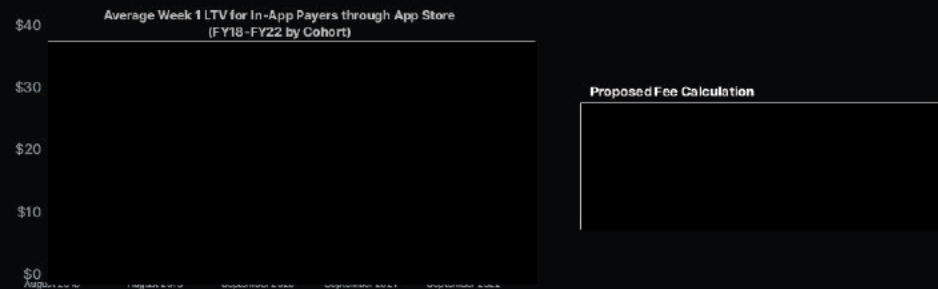 Average Week 1 LTV for In-App Payers through App Store
(FY18-FY22 by Cohort)
$40
$30
$20
$10
$0
Proposed Fee Calculation